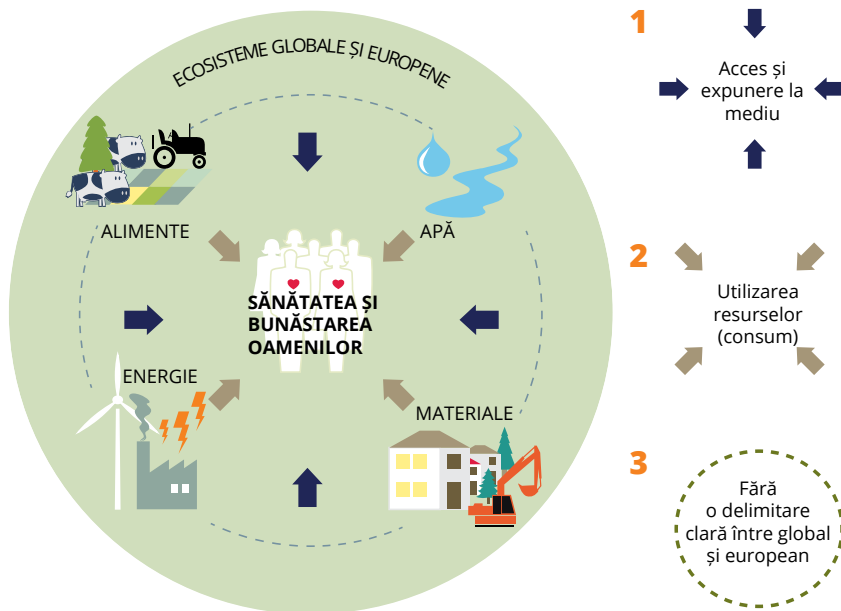 ECOSISTEME GLOBALE ȘI EUROPENE
ALIMENTE
APĂ
SĂNĂTATEA ȘI
BUNĂSTAREA
OAMENILOR
ENERGIE
MATERIALE
1
Acces și
expunere la
mediu
2
Utilizarea
resurselor
(consum)
3
Fără
o delimitare
clară între global
și european